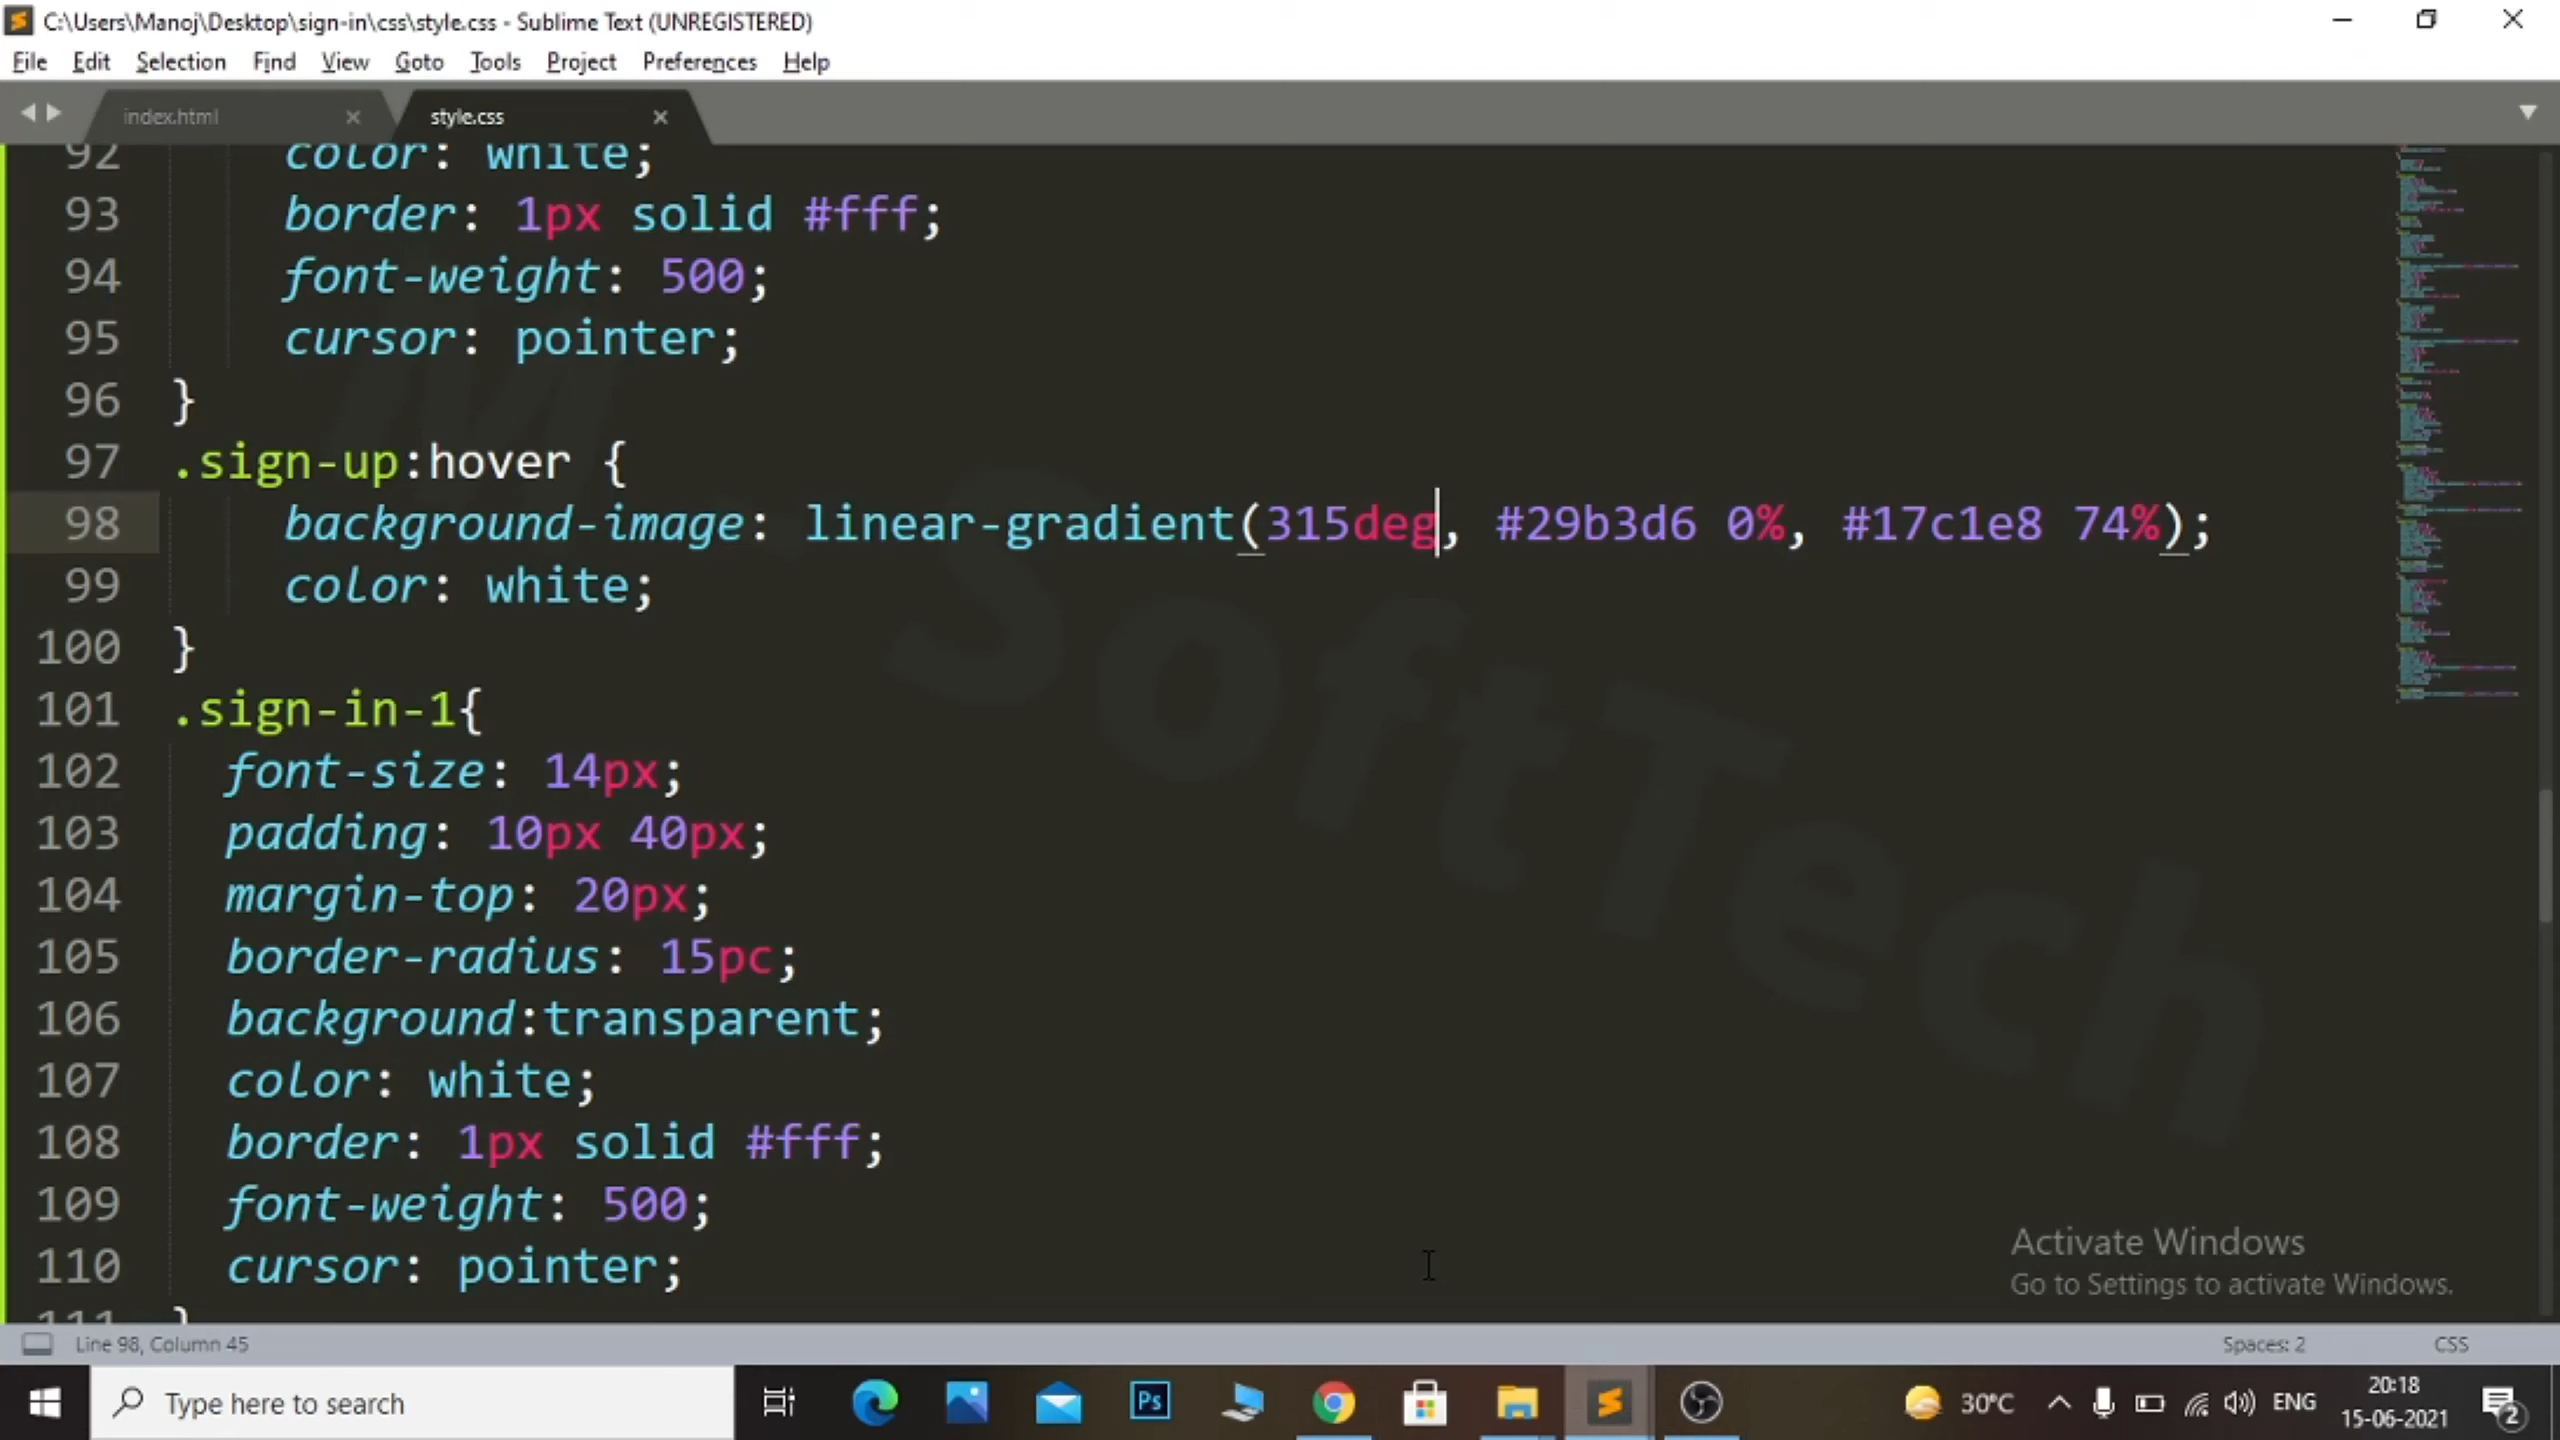 C:\Users\Manoj\Desktop\sign-in\css\style.css - Sublime Text (UNREGISTERED)
File Edit Selection Find View Goto Tools Project Preferences Help
index.html style.css
92 color: white;
93 border: 1px solid #fff;
94 font-weight: 500;
95 cursor: pointer;
96 }
97 .sign-up:hover {
98 background-image: linear-gradient(315deg, #29b3d6 0%, #17c1e8 74%);
99 color: white;
100 }
101 .sign-in-1{
102 font-size: 14px;
103 padding: 10px 40px;
104 margin-top: 20px;
105 border-radius: 15pc;
106 background:transparent;
107 color: white;
108 border: 1px solid #fff;
109 font-weight: 500;
110 cursor: pointer;
111 }
M SoftTech
Activate Windows
Go to Settings to activate Windows.
Line 98, Column 45 Spaces: 2 CSS
Type here to search Ps 30°C ENG 20:18
15-06-2021 2